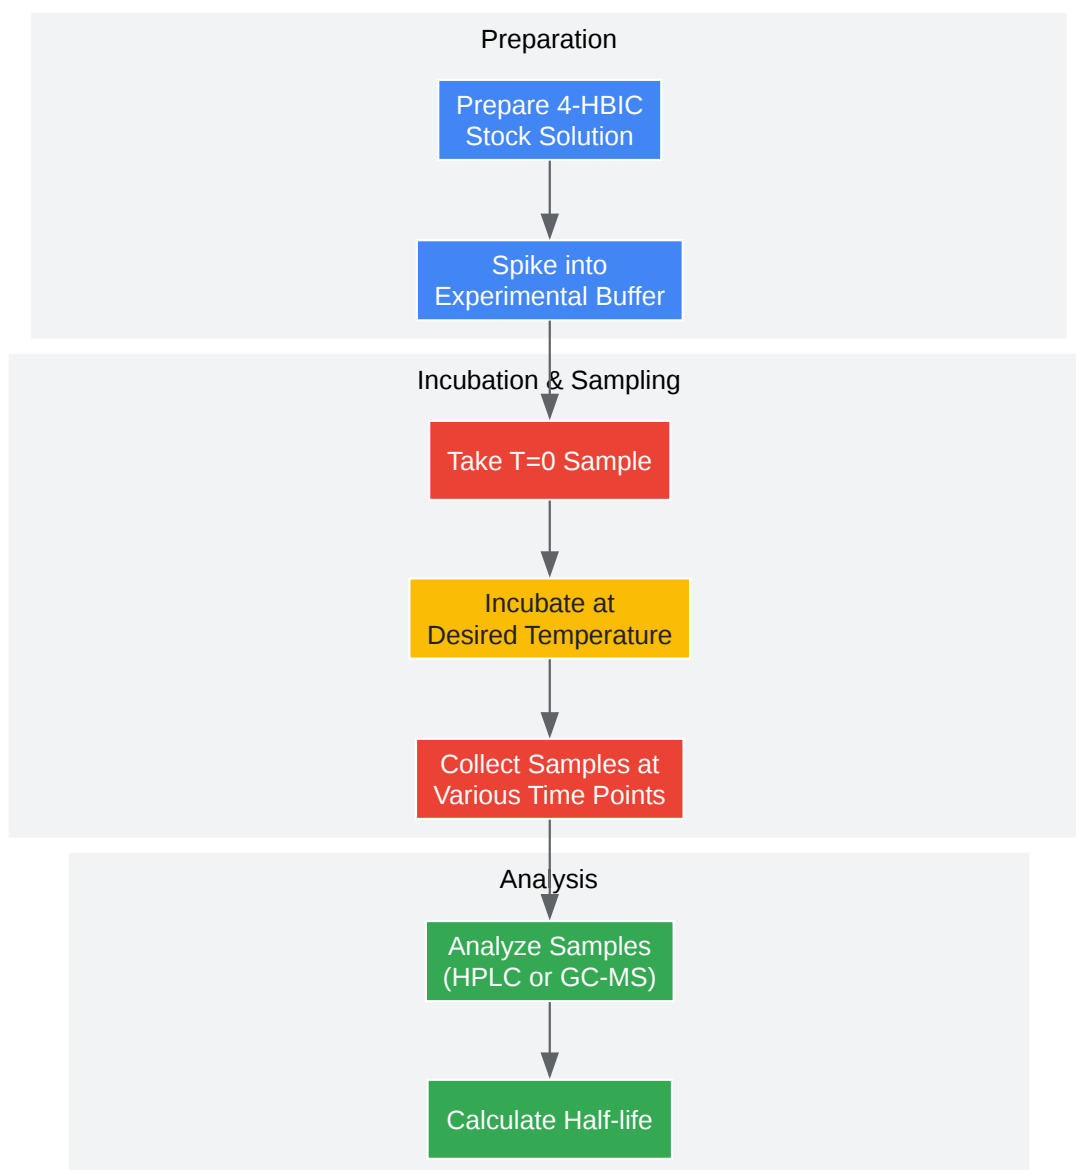 Preparation
Prepare 4-HBIC
Stock Solution
Spike into
Experimental Buffer
Incubation & Sampling
Take T=0 Sample
Incubate at
Desired Temperature
Collect Samples at
Various Time Points
Analysis
Analyze Samples
(HPLC or GC-MS)
Calculate Half-life